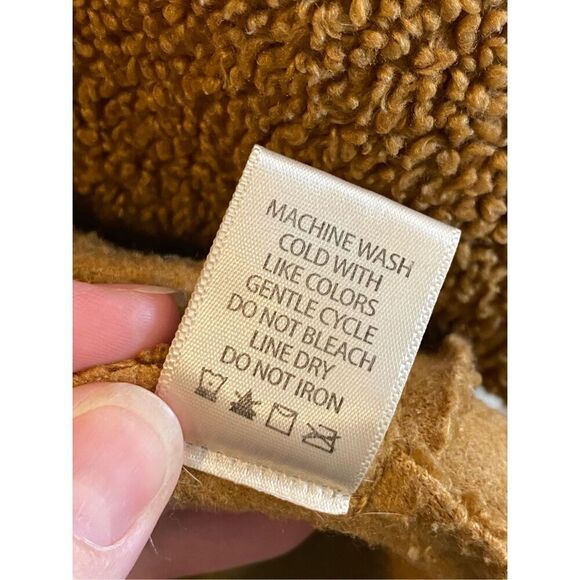 MACHINE WASH
COLD WITH
LIKE COLORS
GENTLE CYCLE
DO NOT BLEACH
LINE DRY
DO NOT IRON